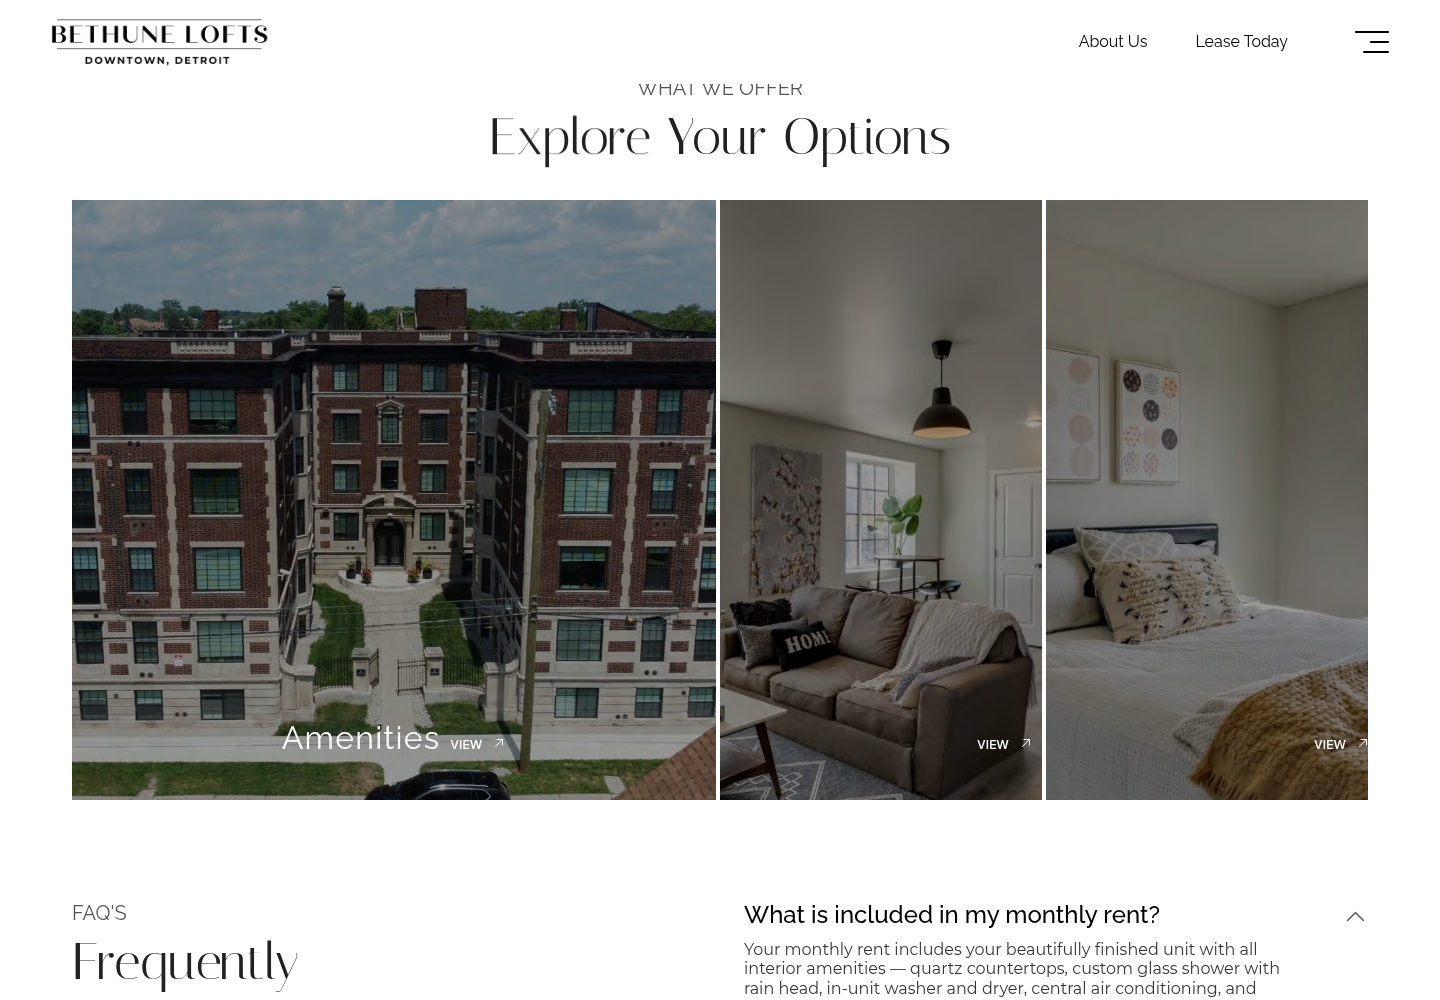 BETHUNE LOFTS
DOWNTOWN, DETROIT
About Us
Lease Today
WHAT WE OFFER
Explore Your Options
HOME
Amenities VIEW
VIEW
VIEW
FAQ'S
Frequently
What is included in my monthly rent?
Your monthly rent includes your beautifully finished unit with all
interior amenities — quartz countertops, custom glass shower with
rain head, in-unit washer and dryer, central air conditioning, and